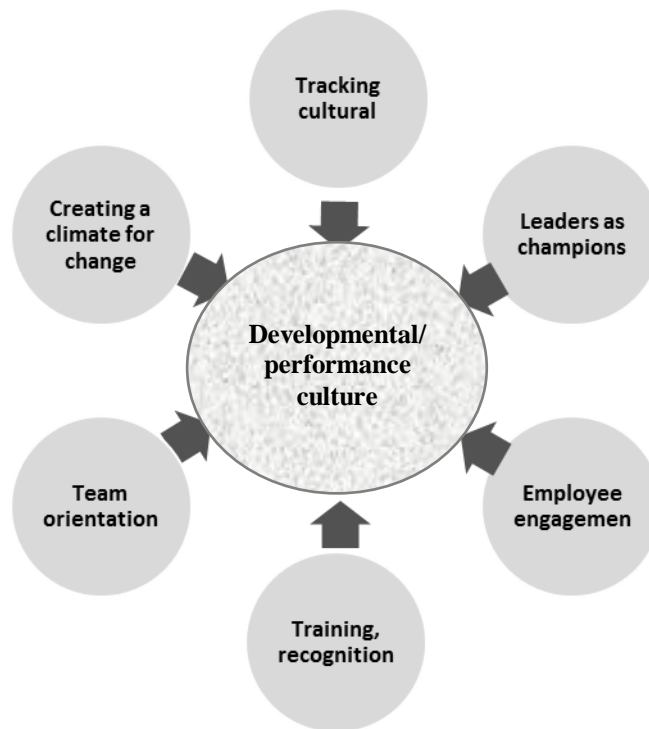 Tracking
cultural
Creating a
climate for
change
Leaders as
champions
Developmental/
performance
culture
Team
orientation
Employee
engagemen
Training,
recognition